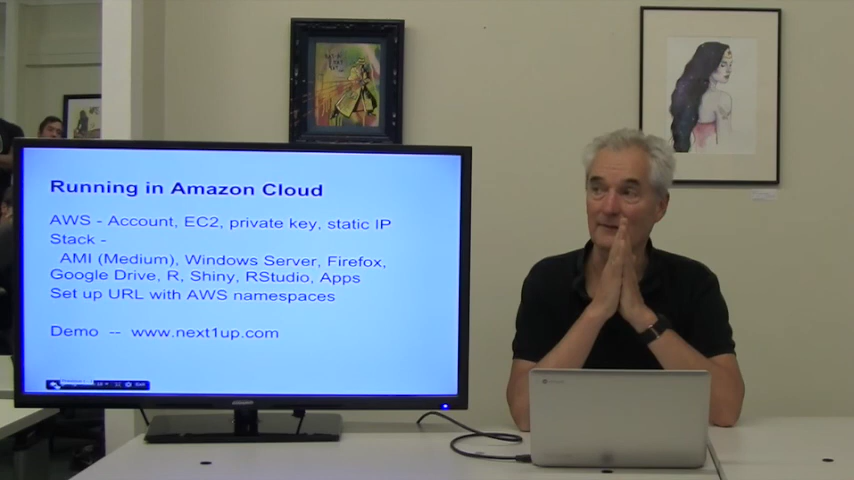 Running in Amazon Cloud
AWS - Account, EC2, private key, static IP
Stack -
AMI (Medium), Windows Server, Firefox,
Google Drive, R, Shiny, RStudio, Apps
Set up URL with AWS namespaces
Demo -- www.next1up.com